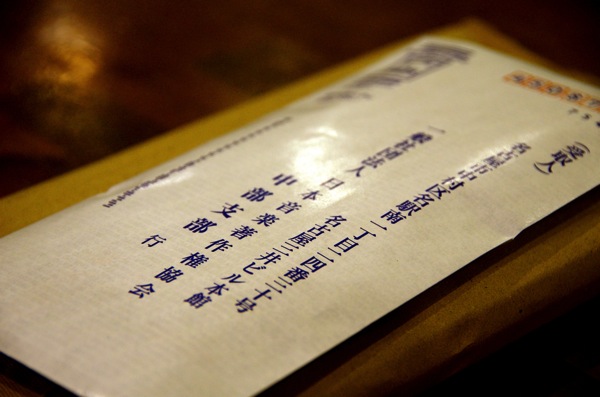 (受取人)
名古屋市中村区名駅南一丁目二四番三十号
名古屋三井ビル本館
一般社団法人 日本音楽著作権協会
中部支部 行